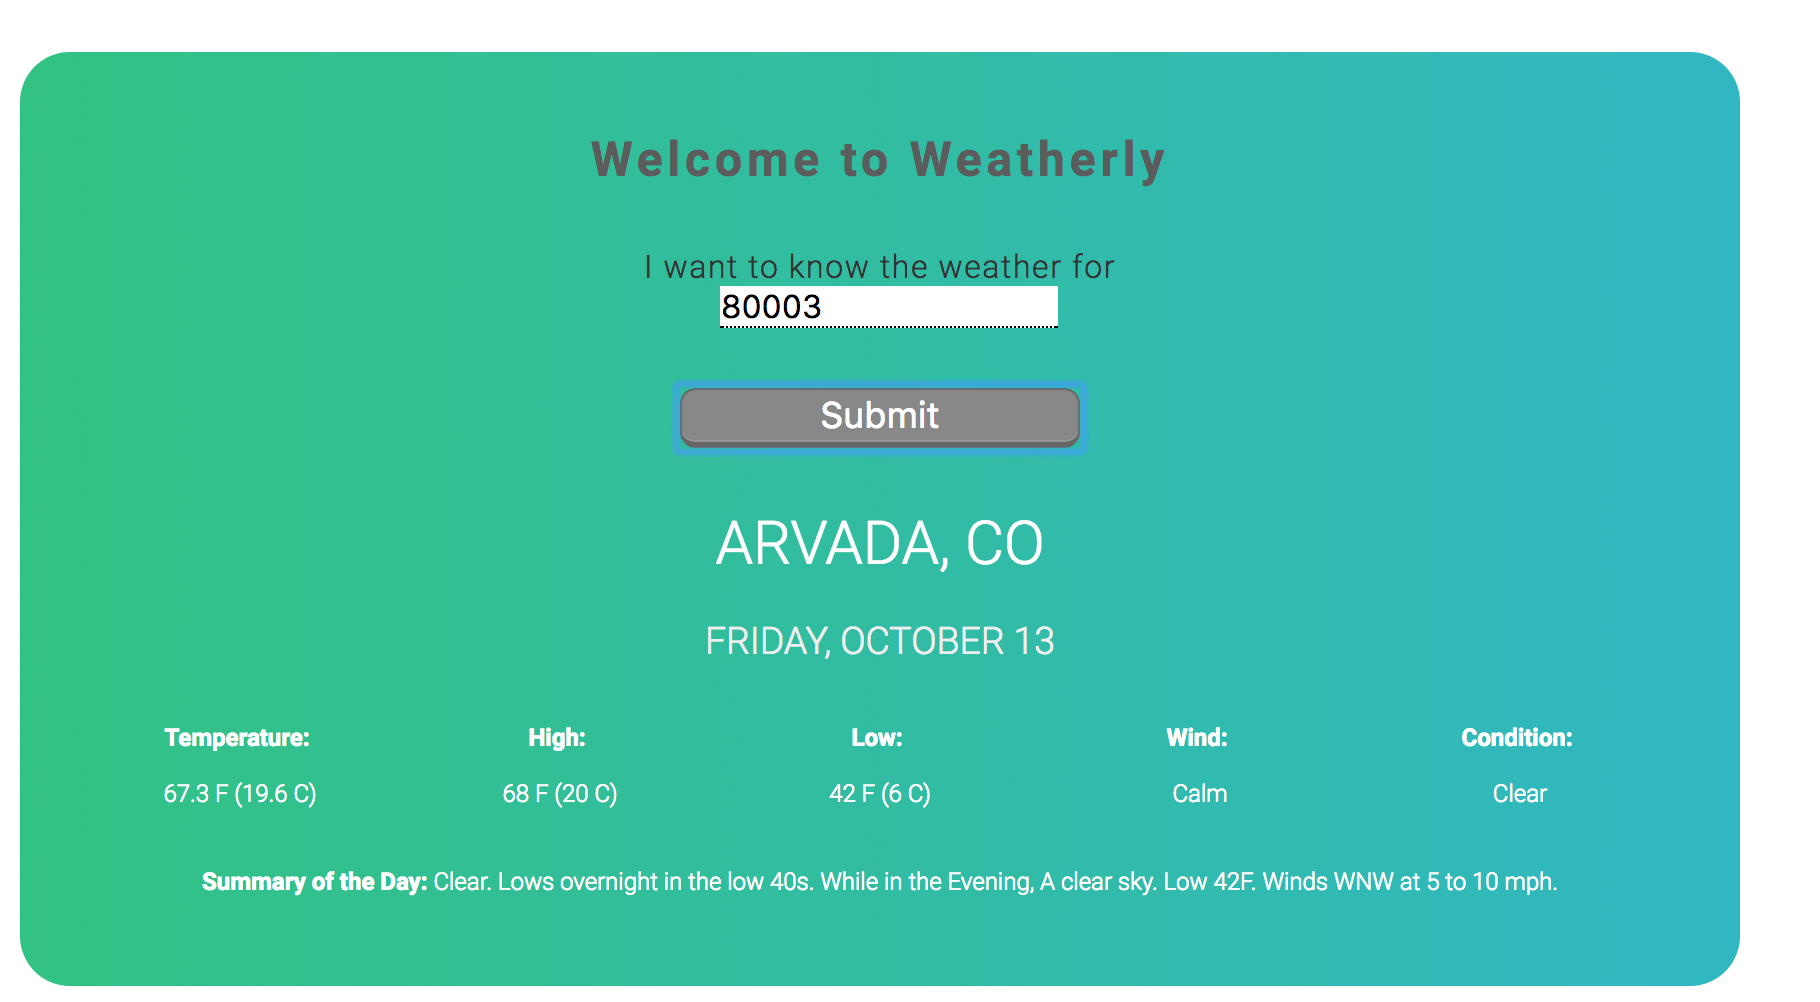 Welcome to Weatherly
I want to know the weather for
80003
Submit
ARVADA, CO
FRIDAY, OCTOBER 13
Temperature: High: Low: Wind: Condition:
67.3 F (19.6 C) 68 F (20 C) 42 F (6 C) Calm Clear
Summary of the Day: Clear. Lows overnight in the low 40s. While in the Evening, A clear sky. Low 42F. Winds WNW at 5 to 10 mph.